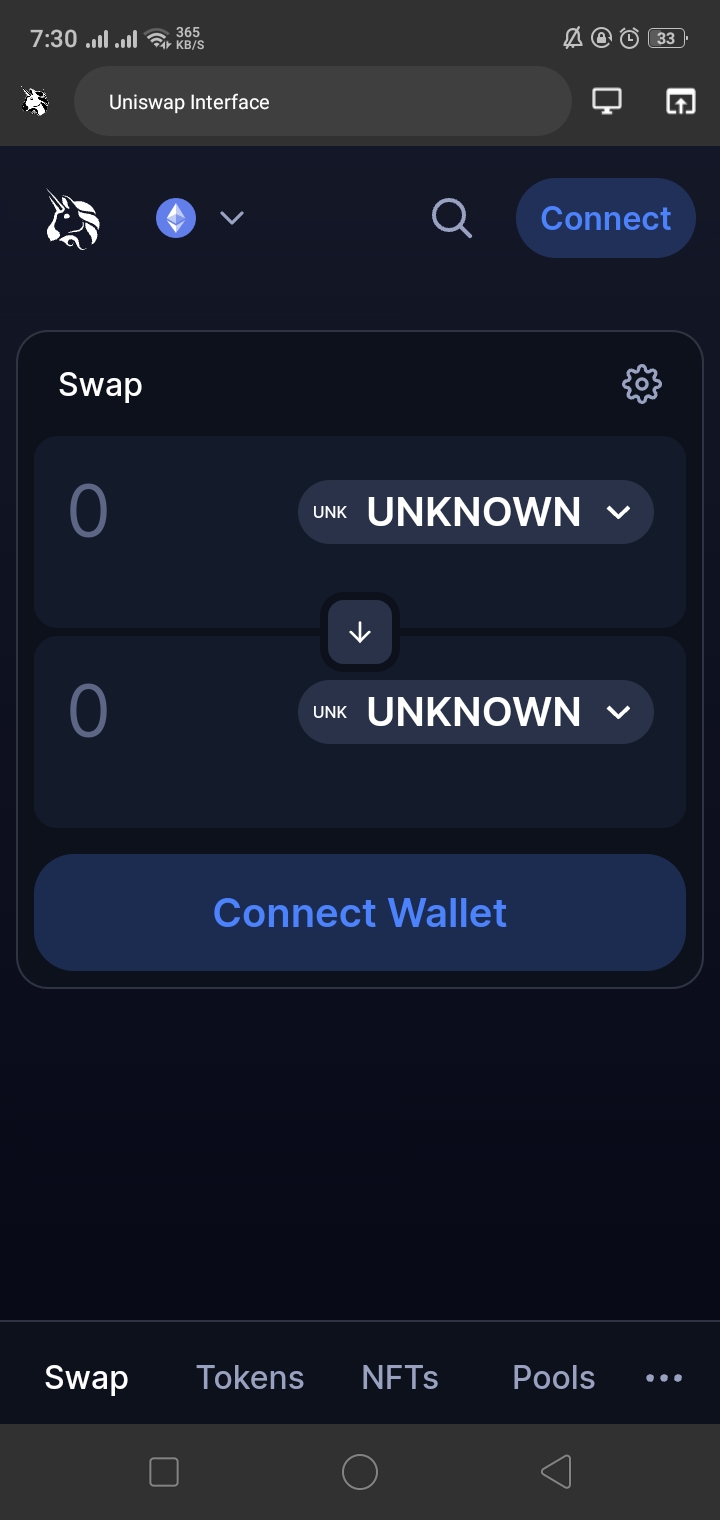 7:30 365 KB/S 33
Uniswap Interface
Connect
Swap
0 UNK UNKNOWN
0 UNK UNKNOWN
Connect Wallet
Swap Tokens NFTs Pools